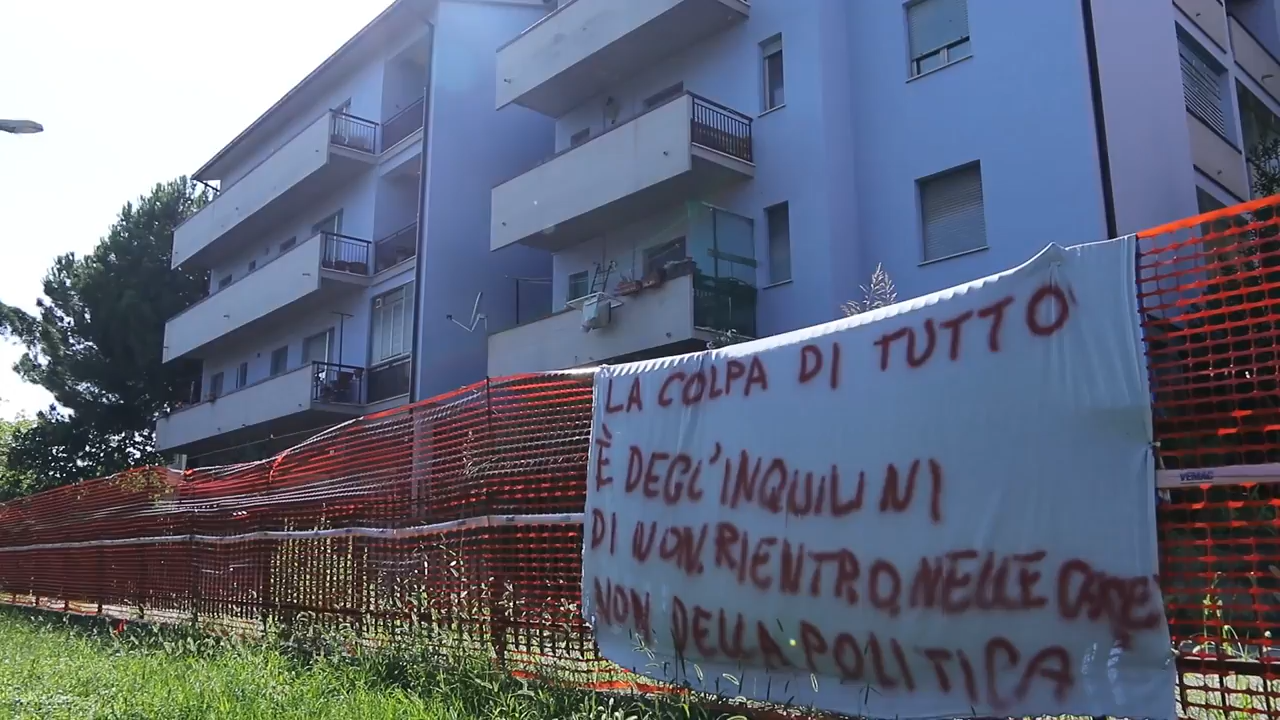 LA COLPA DI TUTTO
È DEGL'INQUILINI
DI NON RIENTRO NELLE CASE
NON DELLA POLITICA
VEMAC